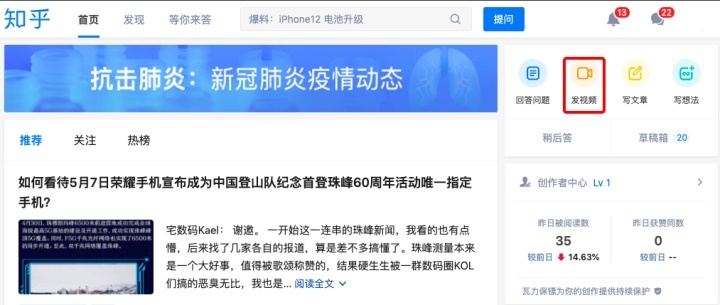 知乎 首页 发现 等你来答 爆料：iPhone12 电池升级 提问 13 22
抗击肺炎：新冠肺炎疫情动态
回答问题 发视频 写文章 写想法
稍后答 草稿箱 20
推荐 关注 热榜
如何看待5月7日荣耀手机宣布成为中国登山队纪念首登珠峰60周年活动唯一指定
手机?
宅数码Kael： 谢邀。 一开始这一连串的珠峰新闻，我看的也有点
懵，后来找了几家各自的报道，算是差不多搞懂了。珠峰测量本来
是一个大好事，值得被歌颂称赞的，结果硬生生被一群数码圈KOL
们搞的恶臭无比，我也是... 阅读全文
创作者中心 Lv 1
昨日被阅读数 昨日获赞同数
35 0
较前日 14.63% 较前日 --
瓦力保镖为你的创作提供持续保护